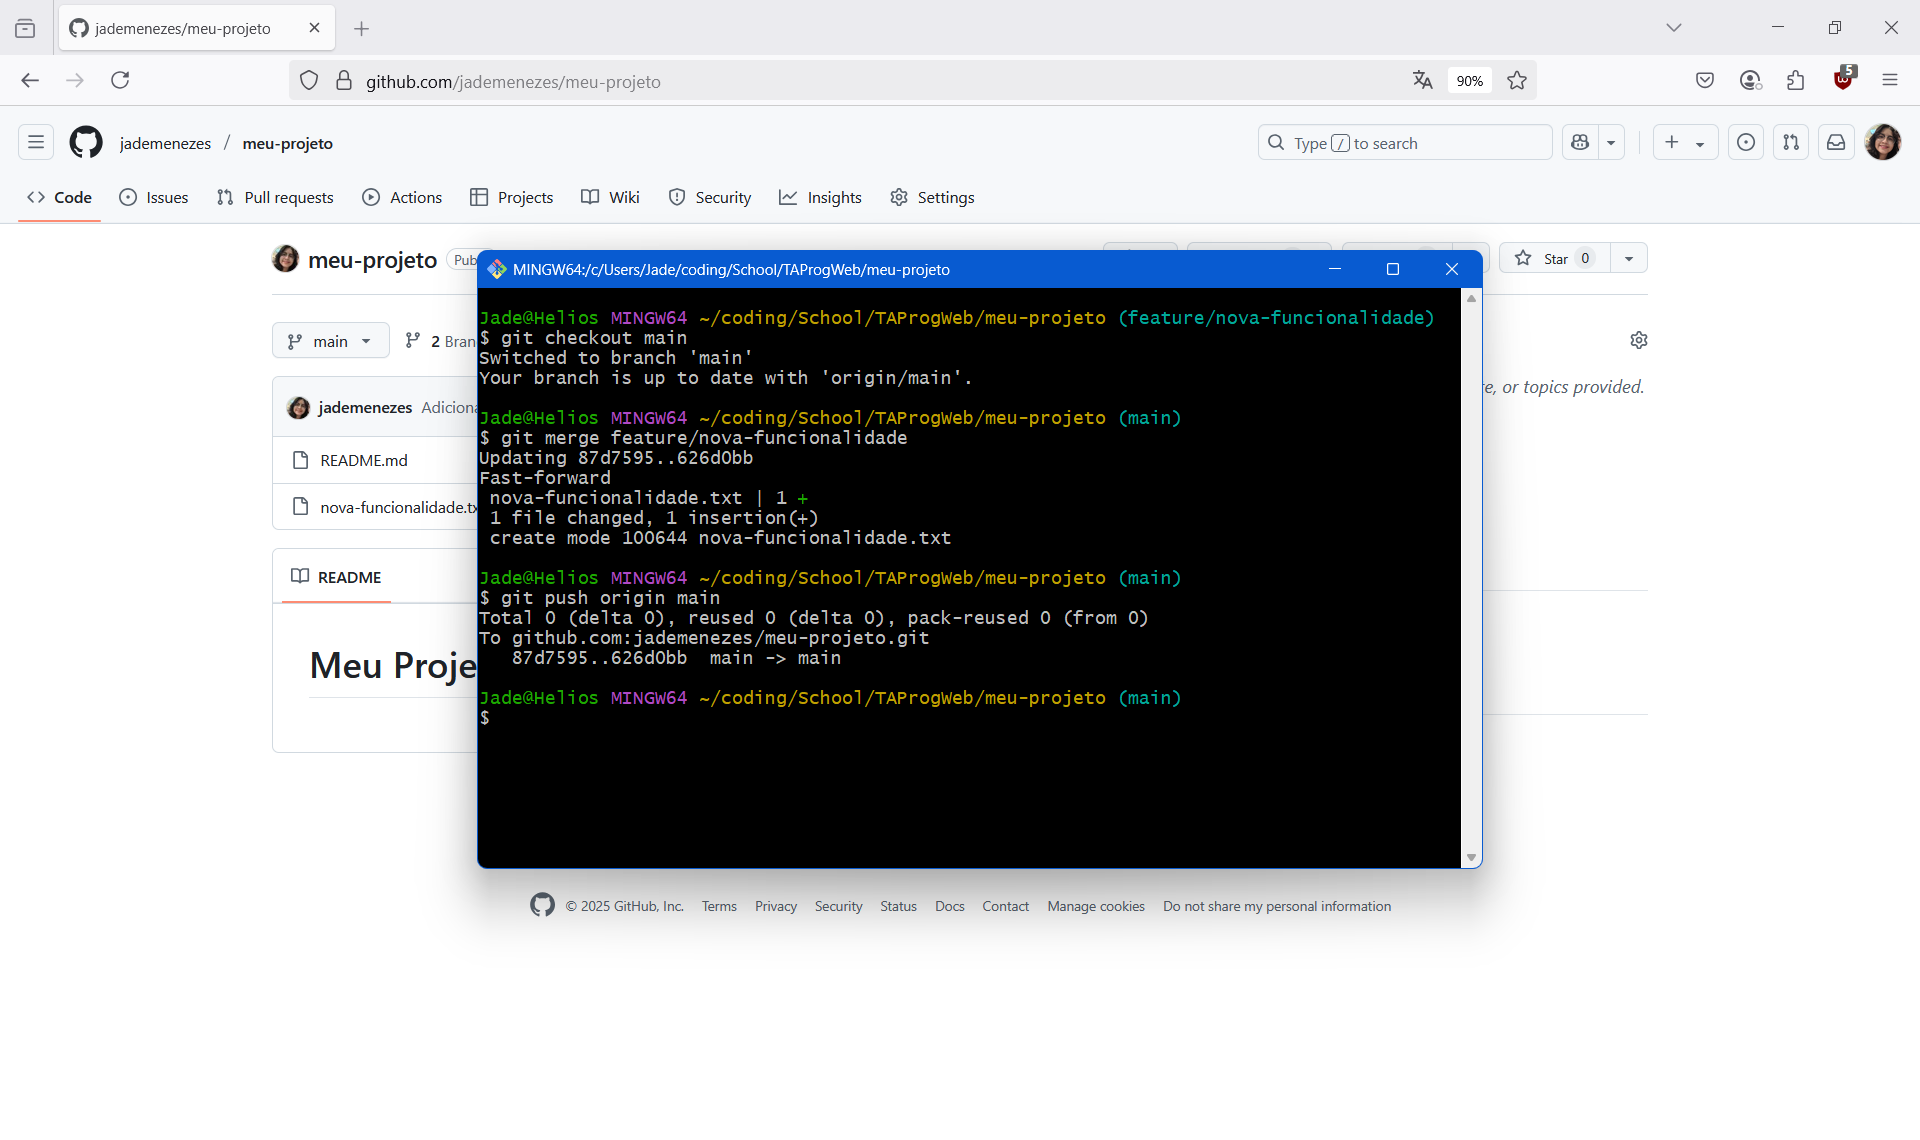 jademenezes/meu-projeto
github.com/jademenezes/meu-projeto
90%
5
jademenezes / meu-projeto
Type / to search
Code Issues Pull requests Actions Projects Wiki Security Insights Settings
meu-projeto
Star 0
MINGW64:/c/Users/Jade/coding/School/TAProgWeb/meu-projeto
main
2
jademenezes
README.md
nova-funcionalidade.tx
README
Meu
e, or topics provided.
Jade@Helios MINGW64 ~/coding/School/TAProgWeb/meu-projeto (feature/nova-funcionalidade)
$ git checkout main
Switched to branch 'main'
Your branch is up to date with 'origin/main'.
Jade@Helios MINGW64 ~/coding/School/TAProgWeb/meu-projeto (main)
$ git merge feature/nova-funcionalidade
Updating 87d7595..626d0bb
Fast-forward
nova-funcionalidade.txt | 1 +
1 file changed, 1 insertion(+)
create mode 100644 nova-funcionalidade.txt
Jade@Helios MINGW64 ~/coding/School/TAProgWeb/meu-projeto (main)
$ git push origin main
Total 0 (delta 0), reused 0 (delta 0), pack-reused 0 (from 0)
To github.com:jademenezes/meu-projeto.git
87d7595..626d0bb main -> main
Jade@Helios MINGW64 ~/coding/School/TAProgWeb/meu-projeto (main)
$
© 2025 GitHub, Inc. Terms Privacy Security Status Docs Contact Manage cookies Do not share my personal information